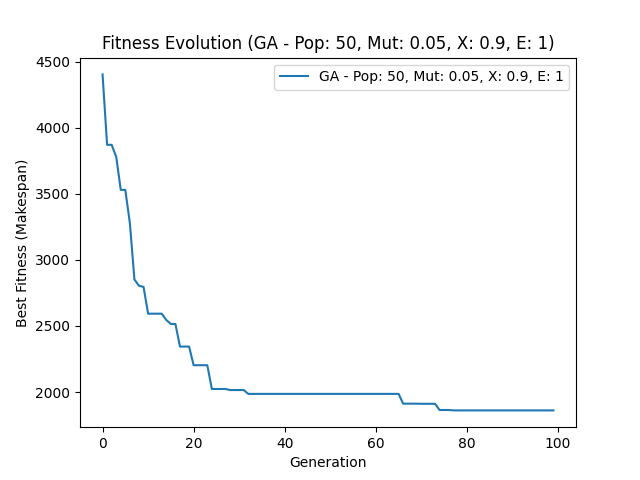 Fitness Evolution (GA - Pop: 50, Mut: 0.05, X: 0.9, E: 1)
GA - Pop: 50, Mut: 0.05, X: 0.9, E: 1
Best Fitness (Makespan)
4500
4000
3500
3000
2500
2000
0 20 40 60 80 100
Generation